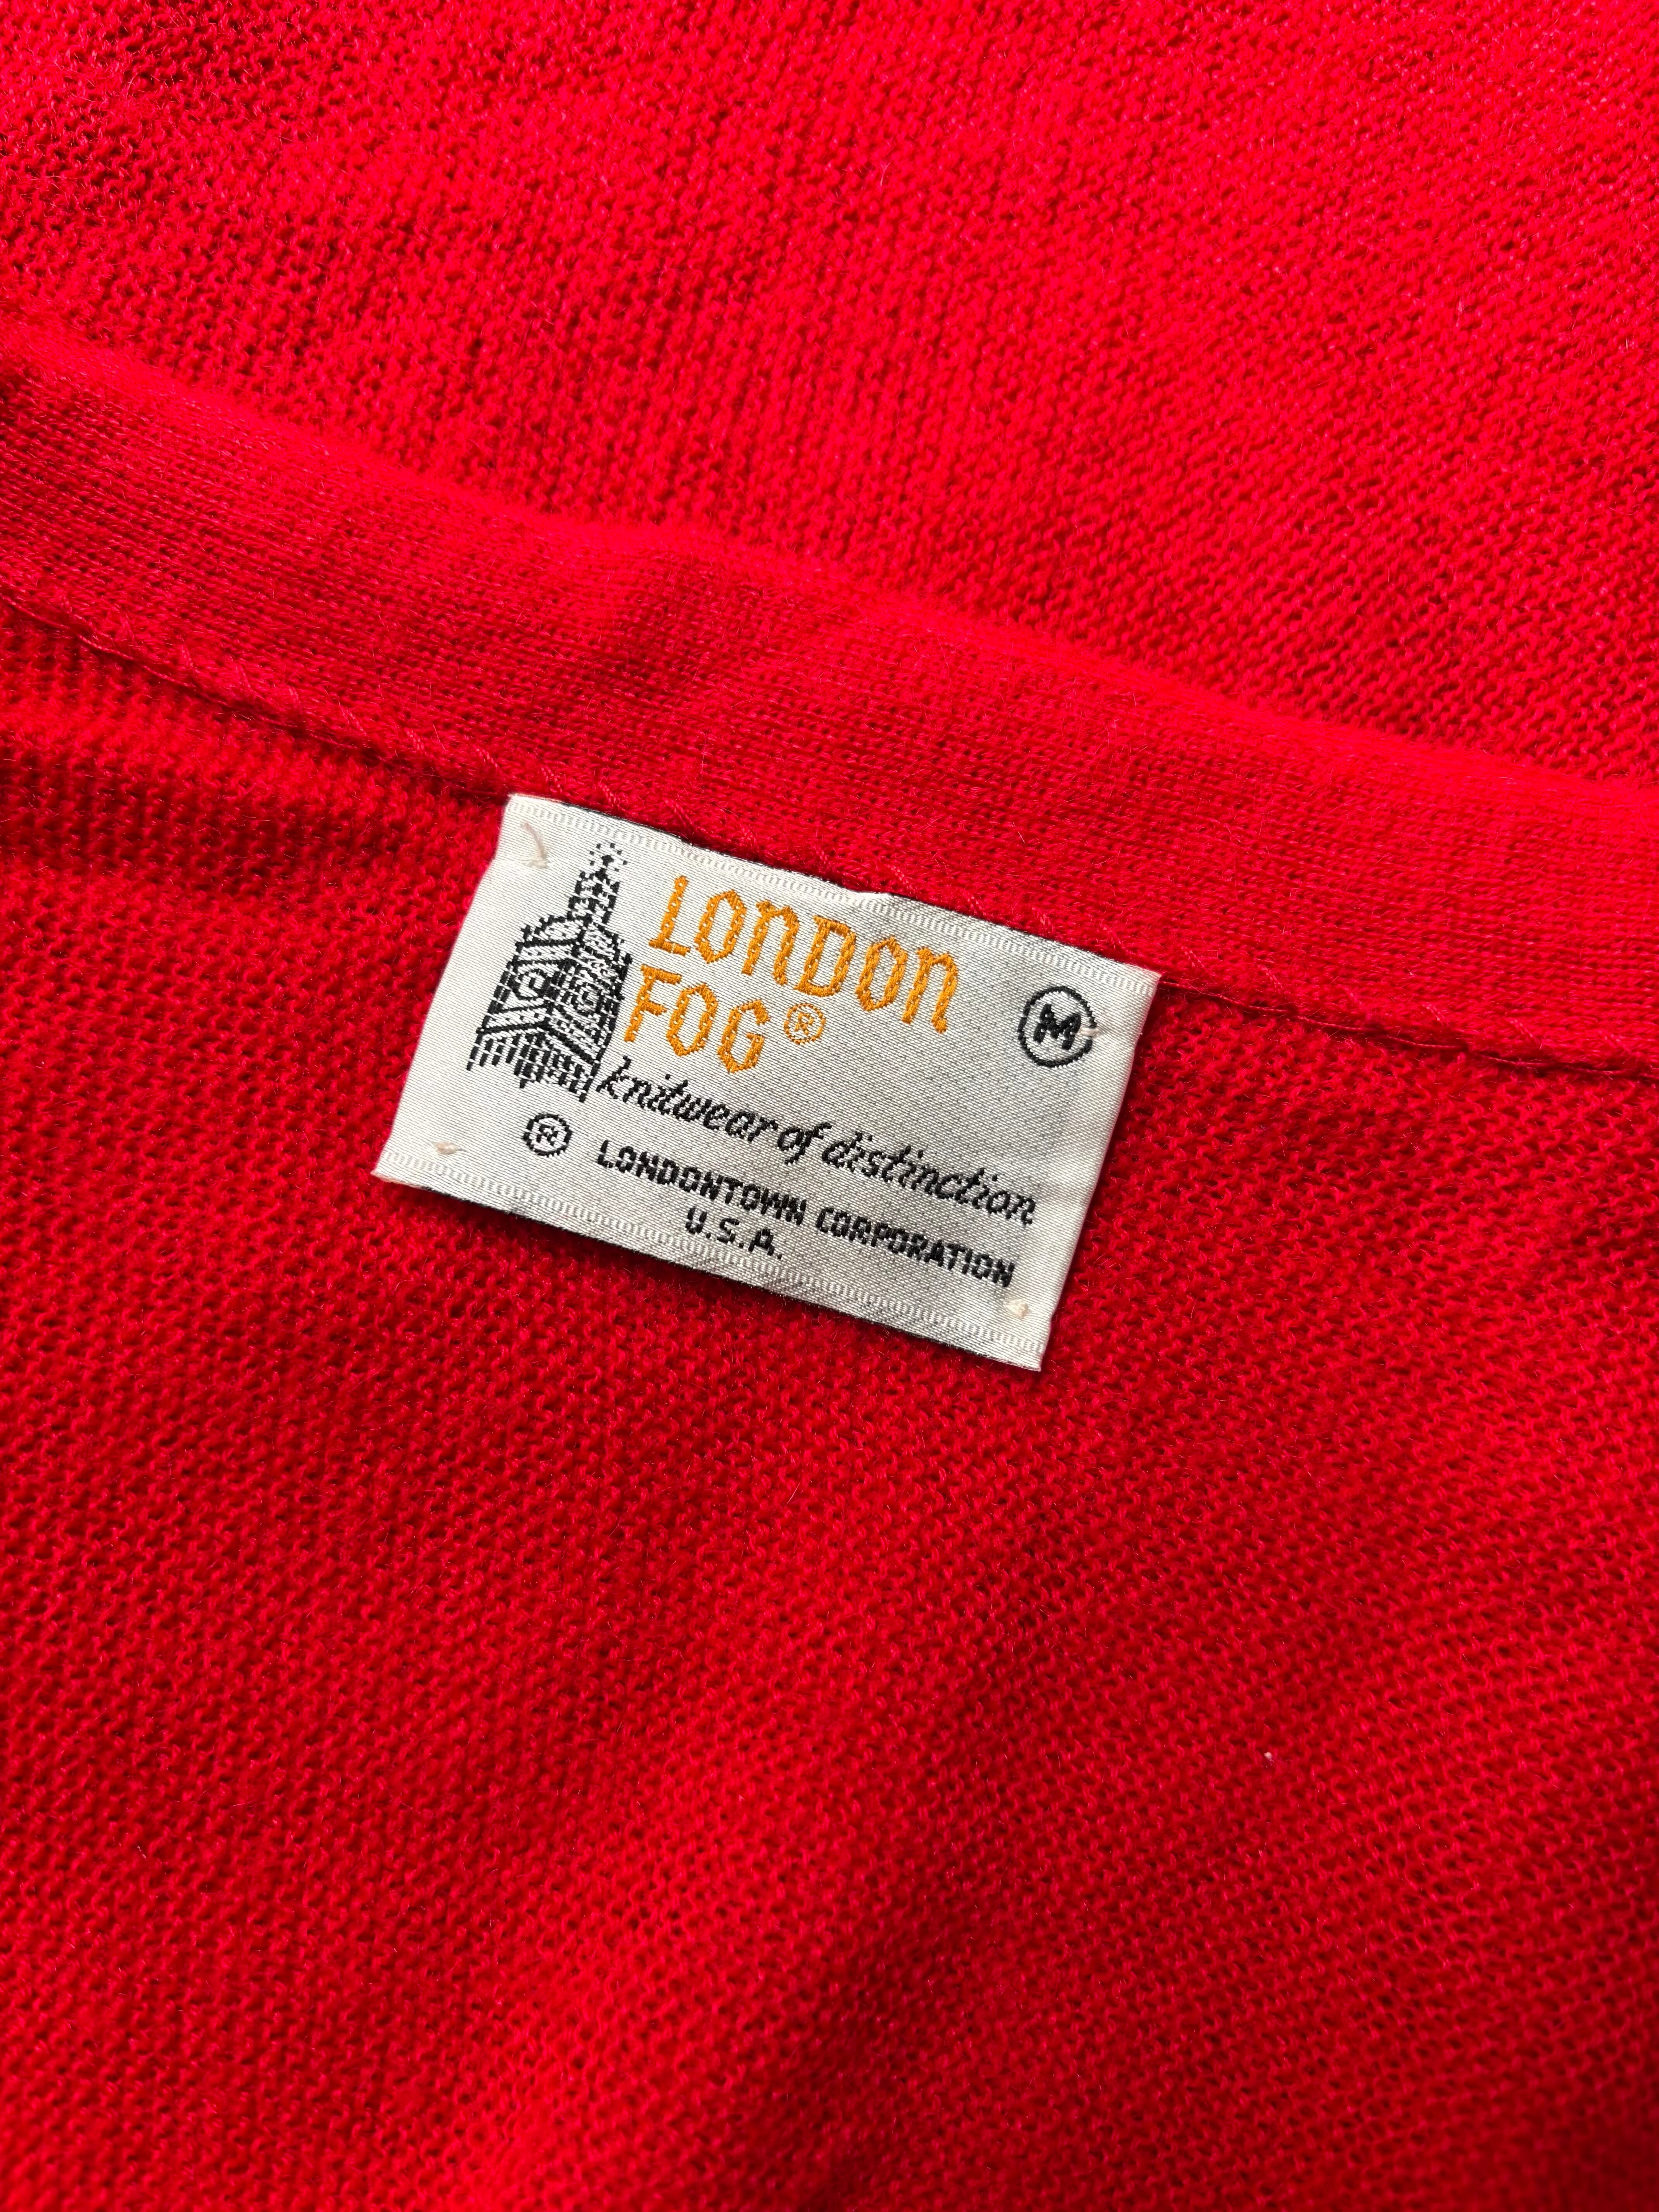 LONDON
FOG®
M
knitwear of distinction
® LONDONTOWN CORPORATION
U.S.A.